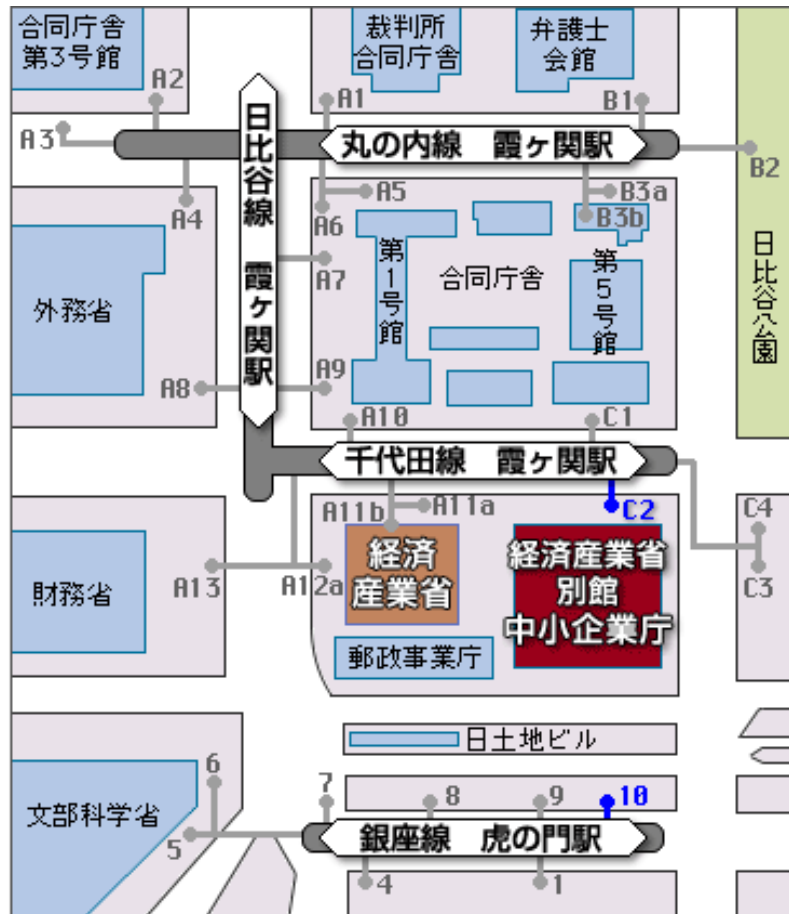 合同庁舎
第3号館
裁判所
合同庁舎
弁護士
会館
A2
A1
B1
A3
日比谷線 霞ヶ関駅
丸の内線 霞ヶ関駅
B2
A4
A5
A6
B3a
B3b
A7
第1号館
合同庁舎
第5号館
日比谷公園
外務省
A8
A9
A10
C1
千代田線 霞ヶ関駅
A11b
A11a
C2
C4
経済
産業省
経済産業省
別館
中小企業庁
財務省
A13
A12a
C3
郵政事業庁
日土地ビル
6
7
8
9
10
文部科学省
5
銀座線 虎の門駅
4
1